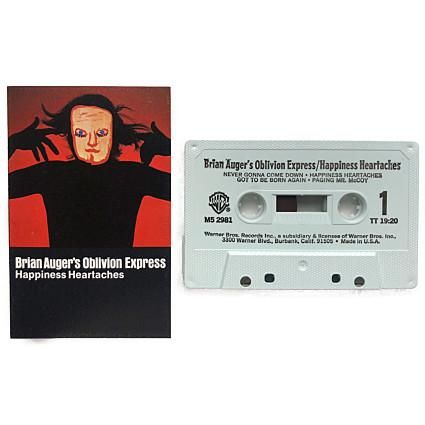 Brian Auger's Oblivion Express
Happiness Heartaches
Brian Auger's Oblivion Express/Happiness Heartaches
NEVER GONNA COME DOWN • HAPPINESS HEARTACHES
GOT TO BE BORN AGAIN • PAGING MR. McCOY
M5 2981
1
TT 19:20
Warner Bros. Records Inc., a subsidiary & licensee of Warner Bros. Inc.,
3300 Warner Blvd., Burbank, Calif. 91505 • Made in U.S.A.